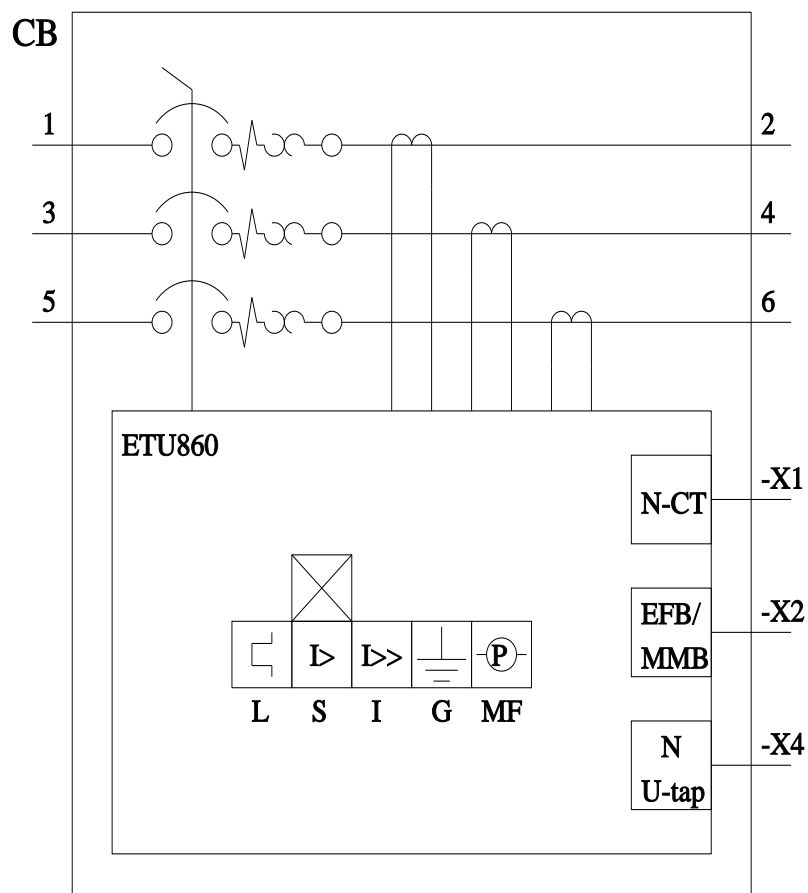 CB
1
2
3
4
5
6
ETU860
-X1
N-CT
EFB/
-X2
I> I>> P
MMB
L S I G MF
N
-X4
U-tap